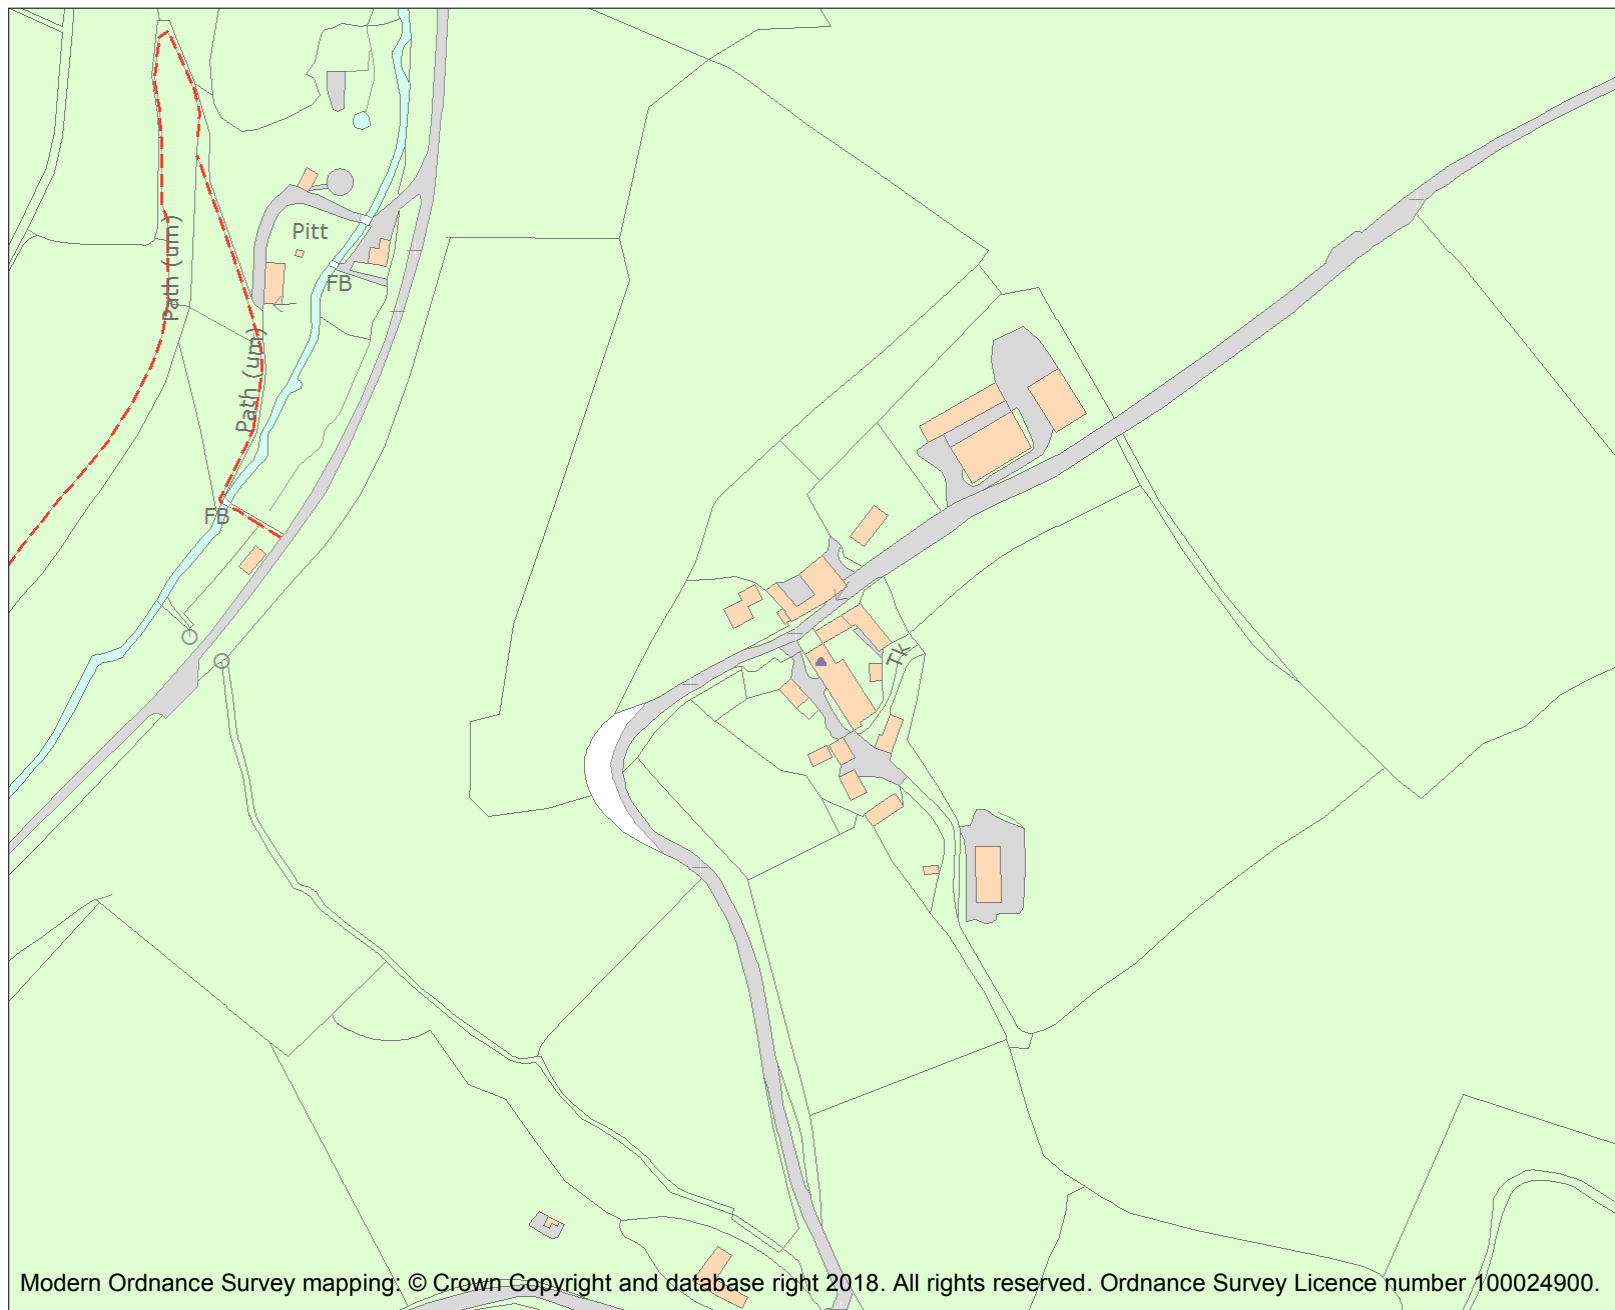 Path (um)
Pitt
FB
Path (um)
FB
Tk
Modern Ordnance Survey mapping: © Crown Copyright and database right 2018. All rights reserved. Ordnance Survey Licence number 100024900.